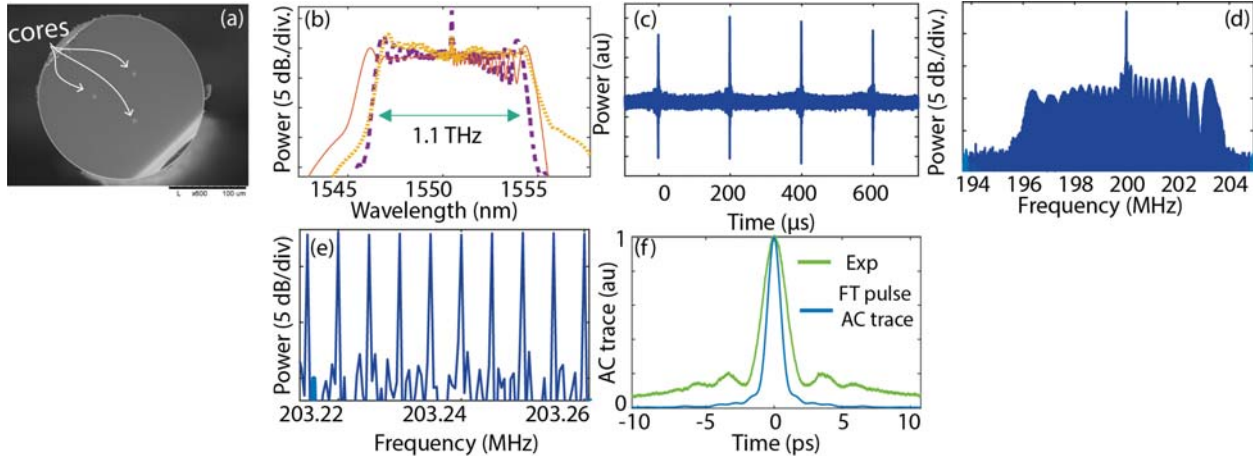 (a)
cores
L x600 100 um
(b)
Power (5 dB./div.)
1.1 THz
1545 1550 1555
Wavelength (nm)
(c)
Power (au)
0 200 400 600
Time (µs)
(d)
Power (5 dB/div.)
194 196 198 200 202 204
Frequency (MHz)
(e)
Power (5 dB/div)
203.22 203.24 203.26
Frequency (MHz)
(f)
AC trace (au)
1
0
Exp
FT pulse
AC trace
-10 -5 0 5 10
Time (ps)